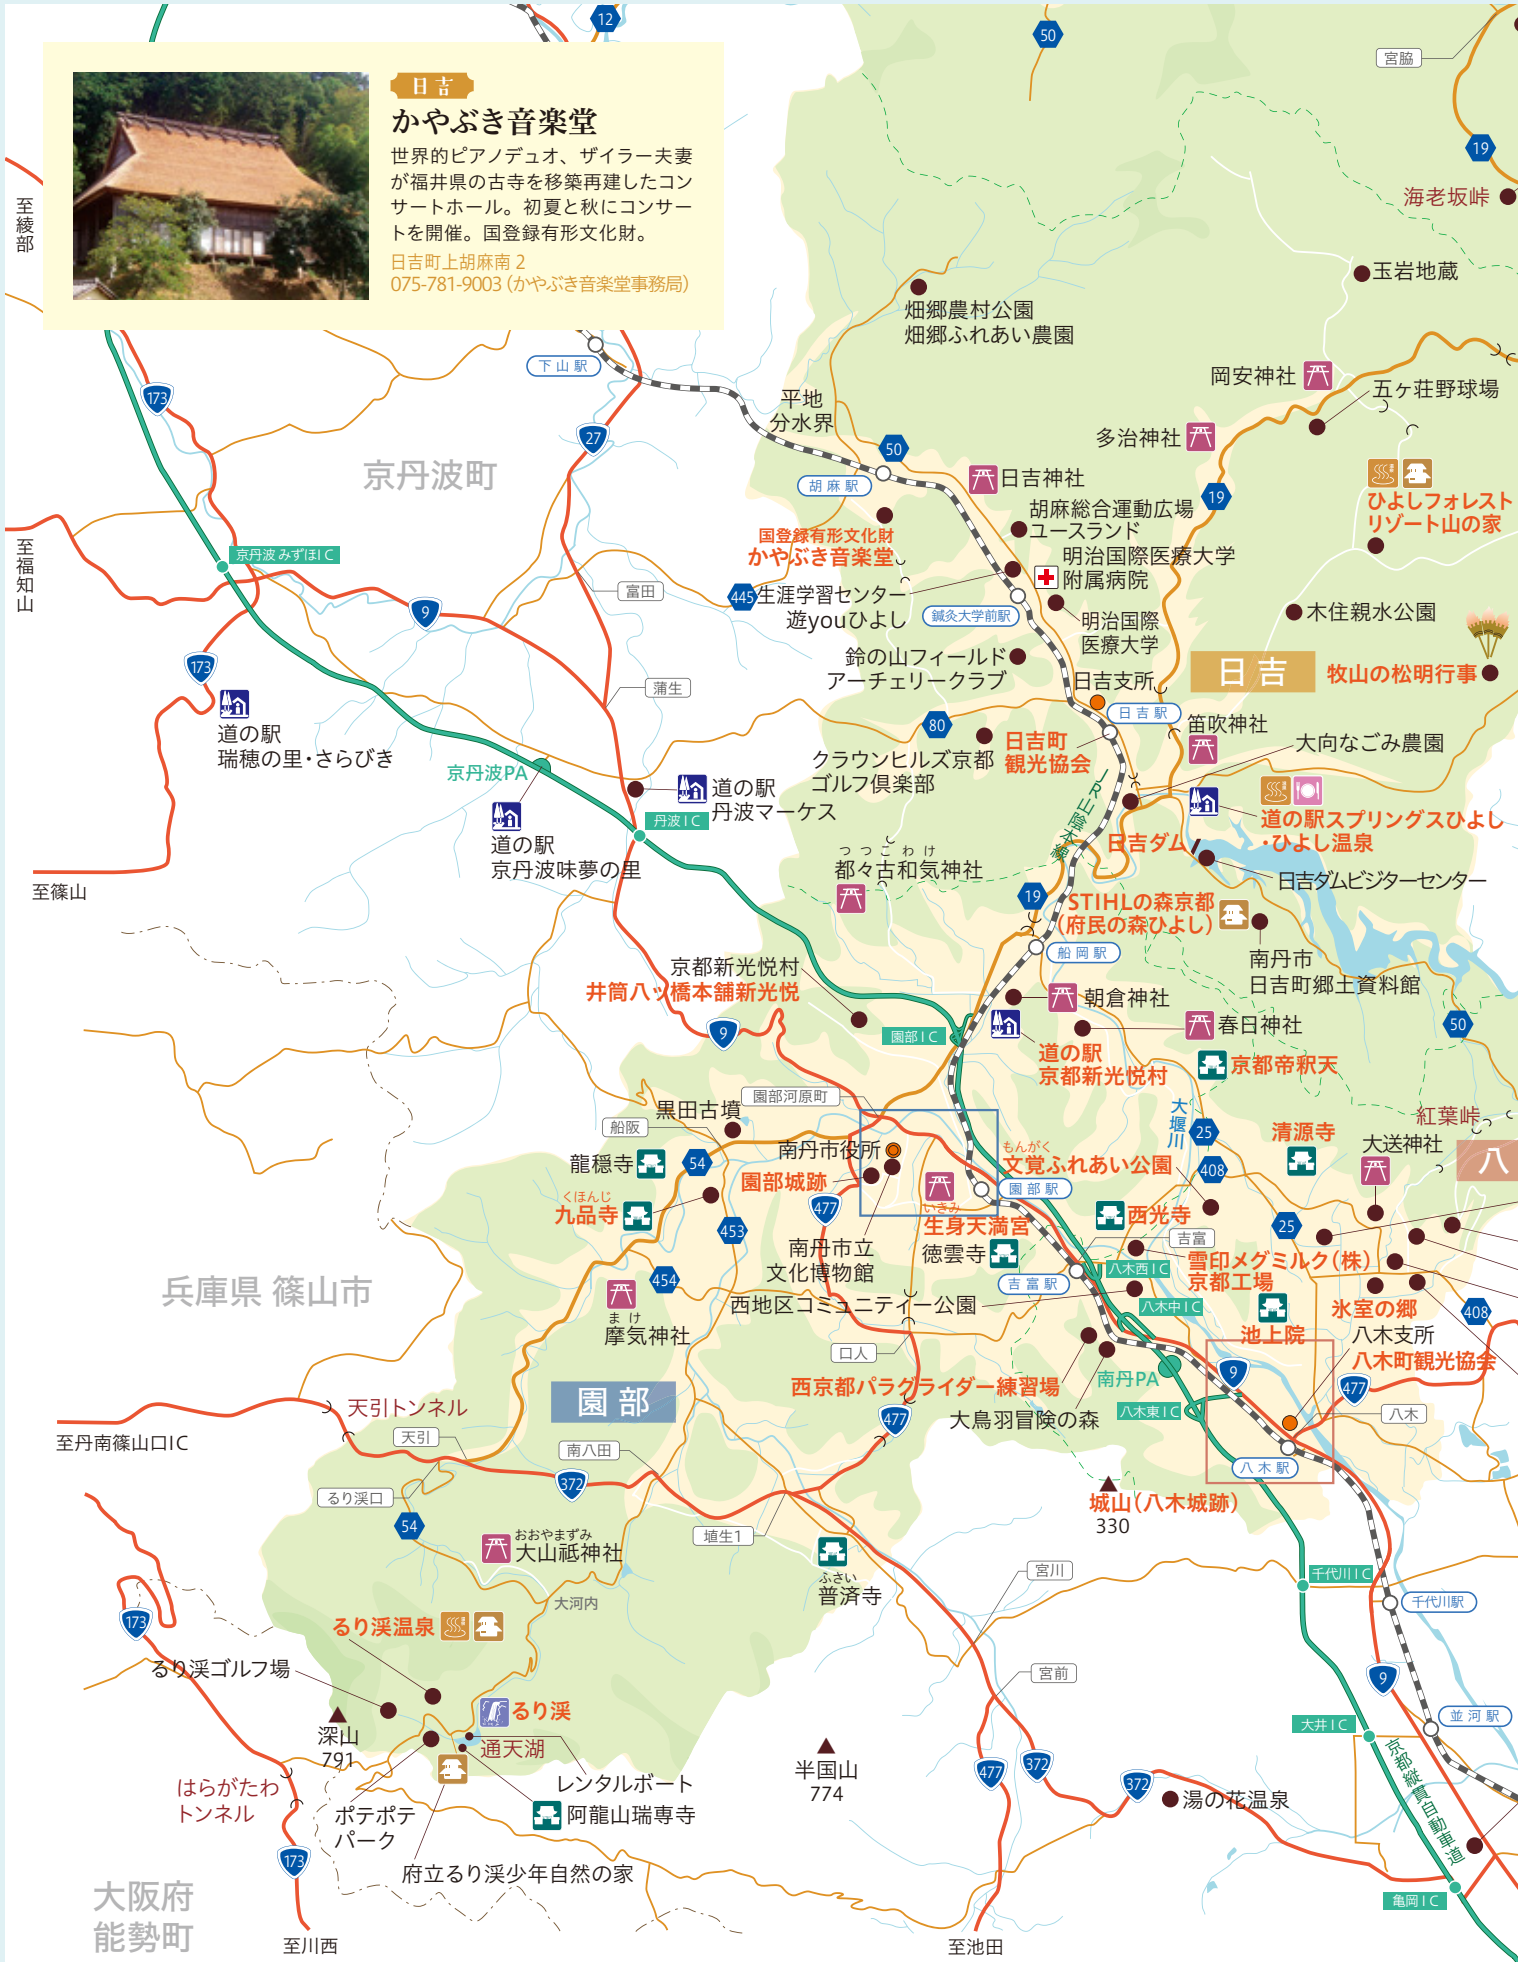 日吉
かやぶき音楽堂
世界的ピアノデュオ、ザイラー夫妻
が福井県の古寺を移築再建したコン
サートホール。初夏と秋にコンサー
トを開催。国登録有形文化財。
日吉町上胡麻南 2
075-781-9003（かやぶき音楽堂事務局）
12
50
宮脇
19
海老坂峠
至綾部
玉岩地蔵
畑郷農村公園
畑郷ふれあい農園
下山駅
岡安神社
五ヶ荘野球場
173
平地
分水界
27
多治神社
50
京丹波町
胡麻駅
日吉神社
19
ひよしフォレスト
リゾート山の家
胡麻総合運動広場
ユースランド
国登録有形文化財
かやぶき音楽堂
至福知山
京丹波みずほIC
明治国際医療大学
附属病院
富田
445
生涯学習センター
遊youひよし
鍼灸大学前駅
9
木住親水公園
明治国際
医療大学
173
鈴の山フィールド
アーチェリークラブ
日吉
牧山の松明行事
蒲生
日吉支所
日吉駅
道の駅
瑞穂の里・さらびき
80
日吉町
観光協会
笛吹神社
大向なごみ農園
クラウンヒルズ京都
ゴルフ倶楽部
京丹波PA
道の駅
丹波マーケス
JR山陰本線
道の駅スプリングスひよし
・ひよし温泉
丹波IC
道の駅
京丹波味夢の里
日吉ダム
つつこわけ
都々古和気神社
日吉ダムビジターセンター
至篠山
19
STIHLの森京都
（府民の森ひよし）
船岡駅
南丹市
日吉町郷土資料館
京都新光悦村
井筒八ッ橋本舗新光悦
朝倉神社
9
園部IC
春日神社
50
道の駅
京都新光悦村
京都帝釈天
園部河原町
黒田古墳
船阪
大堰川
25
紅葉峠
清源寺
大送神社
八
南丹市役所
もんがく
文覚ふれあい公園
龍穏寺
54
408
園部城跡
園部駅
くほんじ
九品寺
477
いきみ
生身天満宮
西光寺
25
453
吉富
南丹市立
文化博物館
徳雲寺
雪印メグミルク（株）
京都工場
八木西IC
454
吉富駅
兵庫県 篠山市
西地区コミュニティー公園
八木中IC
氷室の郷
408
まけ
摩気神社
池上院
八木支所
八木町観光協会
口人
9
南丹PA
西京都パラグライダー練習場
477
園部
大鳥羽冒険の森
八木東IC
八木
天引トンネル
477
至丹南篠山口IC
天引
南八田
八木駅
372
るり渓口
城山（八木城跡）
330
54
埴生1
おおやまずみ
大山祗神社
ふさい
普済寺
宮川
千代川IC
大河内
千代川駅
173
るり渓温泉
るり渓ゴルフ場
宮前
9
るり渓
深山
791
通天湖
並河駅
大井IC
半国山
774
477
372
372
湯の花温泉
京都縦貫自動車道
はらがたわ
トンネル
レンタルボート
ポテポテ
パーク
阿龍山瑞専寺
173
府立るり渓少年自然の家
亀岡IC
大阪府
能勢町
至川西
至池田